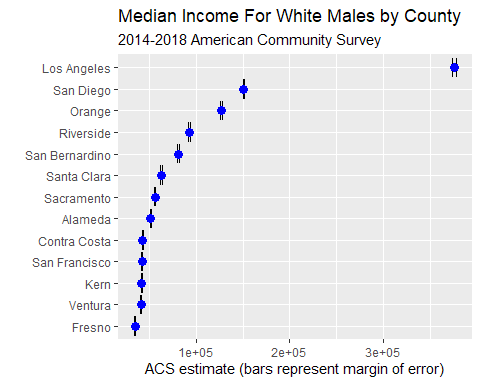 Median Income For White Males by County
2014-2018 American Community Survey
Los Angeles
San Diego
Orange
Riverside
San Bernardino
Santa Clara
Sacramento
Alameda
Contra Costa
San Francisco
Kern
Ventura
Fresno
1e+05 2e+05 3e+05
ACS estimate (bars represent margin of error)